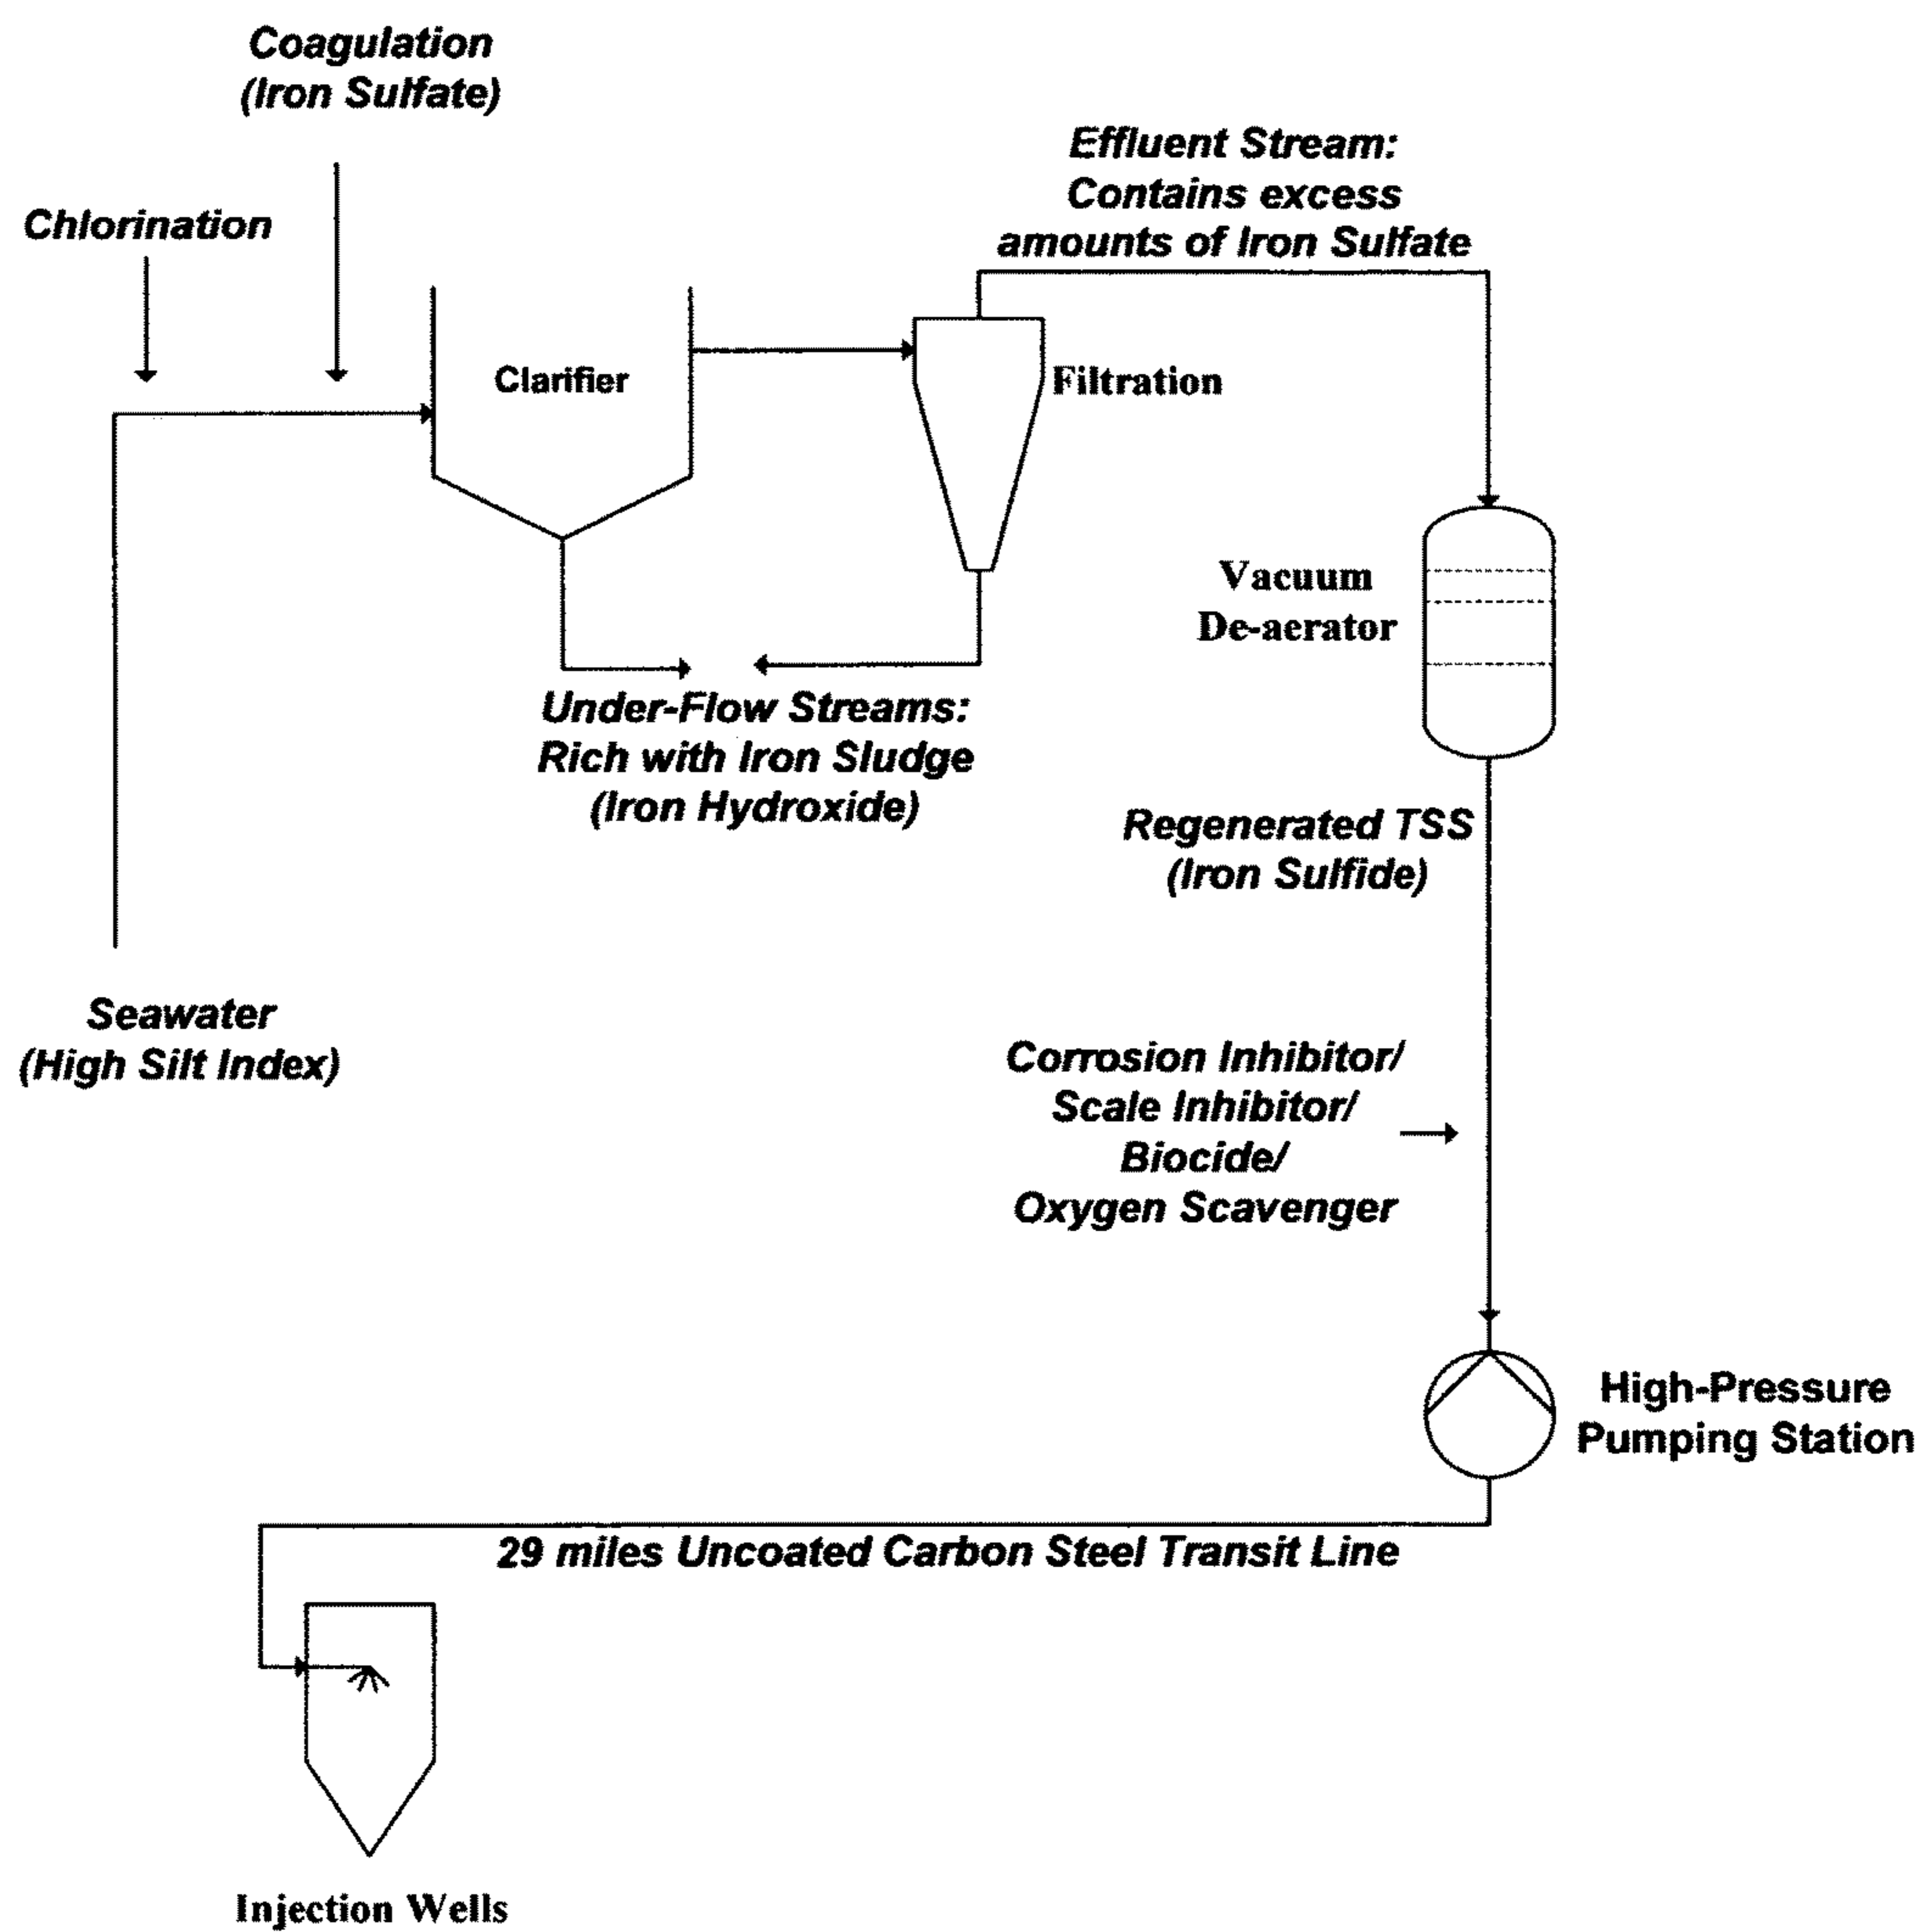 Coagulation
(Iron Sulfate)
Chlorination
Effluent Stream:
Contains excess
amounts of Iron Sulfate
Clarifier
Filtration
Vacuum
De-aerator
Under-Flow Streams:
Rich with Iron Sludge
(Iron Hydroxide)
Regenerated TSS
(Iron Sulfide)
Seawater
(High Silt Index)
Corrosion Inhibitor/
Scale Inhibitor/
Biocide/
Oxygen Scavenger
High-Pressure
Pumping Station
29 miles Uncoated Carbon Steel Transit Line
Injection Wells